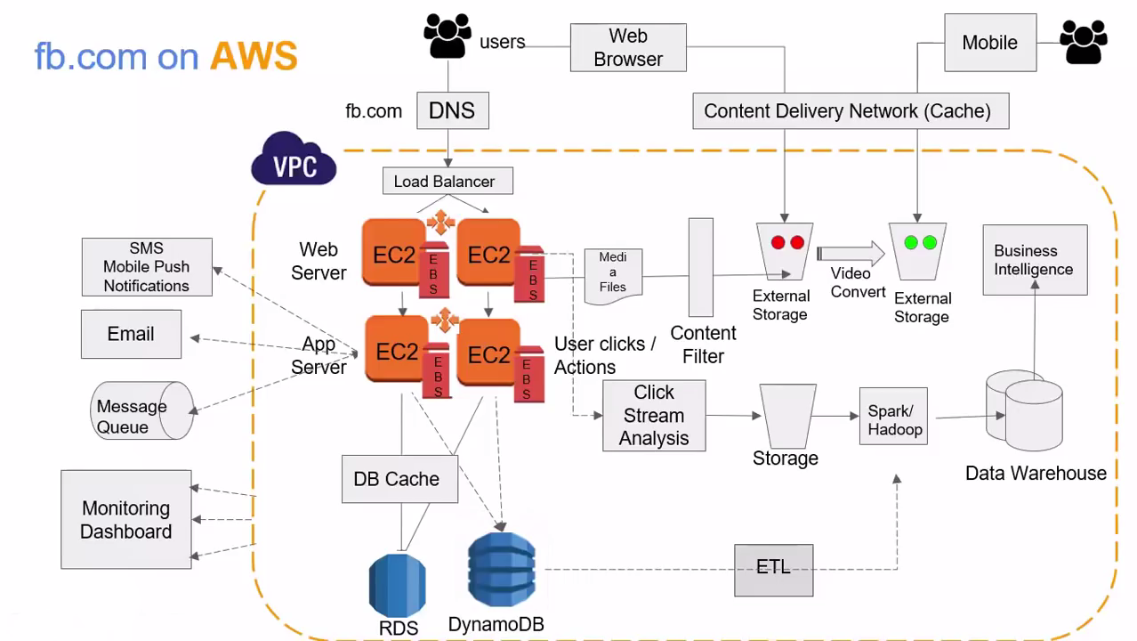 fb.com on AWS
users
Web
Browser
Mobile
fb.com
DNS
Content Delivery Network (Cache)
VPC
Load Balancer
Web
Server
EC2
EBS
EC2
EBS
Medi
a
Files
Content
Filter
External
Storage
Video
Convert
External
Storage
Business
Intelligence
SMS
Mobile Push
Notifications
Email
Message
Queue
App
Server
EC2
EBS
EC2
EBS
User clicks /
Actions
Click
Stream
Analysis
Storage
Spark/
Hadoop
Data Warehouse
Monitoring
Dashboard
DB Cache
RDS
DynamoDB
ETL